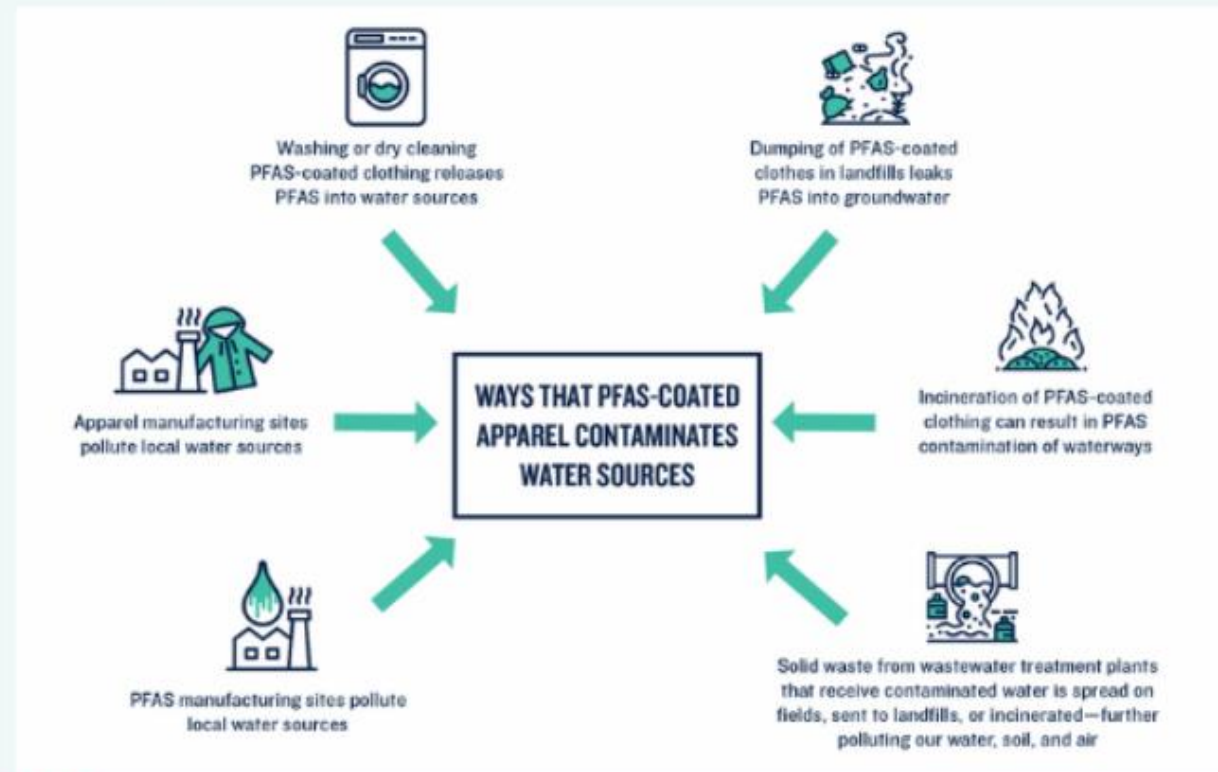 Washing or dry cleaning
PFAS-coated clothing releases
PFAS into water sources
Dumping of PFAS-coated
clothes in landfills leaks
PFAS into groundwater
Apparel manufacturing sites
pollute local water sources
WAYS THAT PFAS-COATED
APPAREL CONTAMINATES
WATER SOURCES
Incineration of PFAS-coated
clothing can result in PFAS
contamination of waterways
PFAS manufacturing sites pollute
local water sources
Solid waste from wastewater treatment plants
that receive contaminated water is spread on
fields, sent to landfills, or incinerated—further
polluting our water, soil, and air